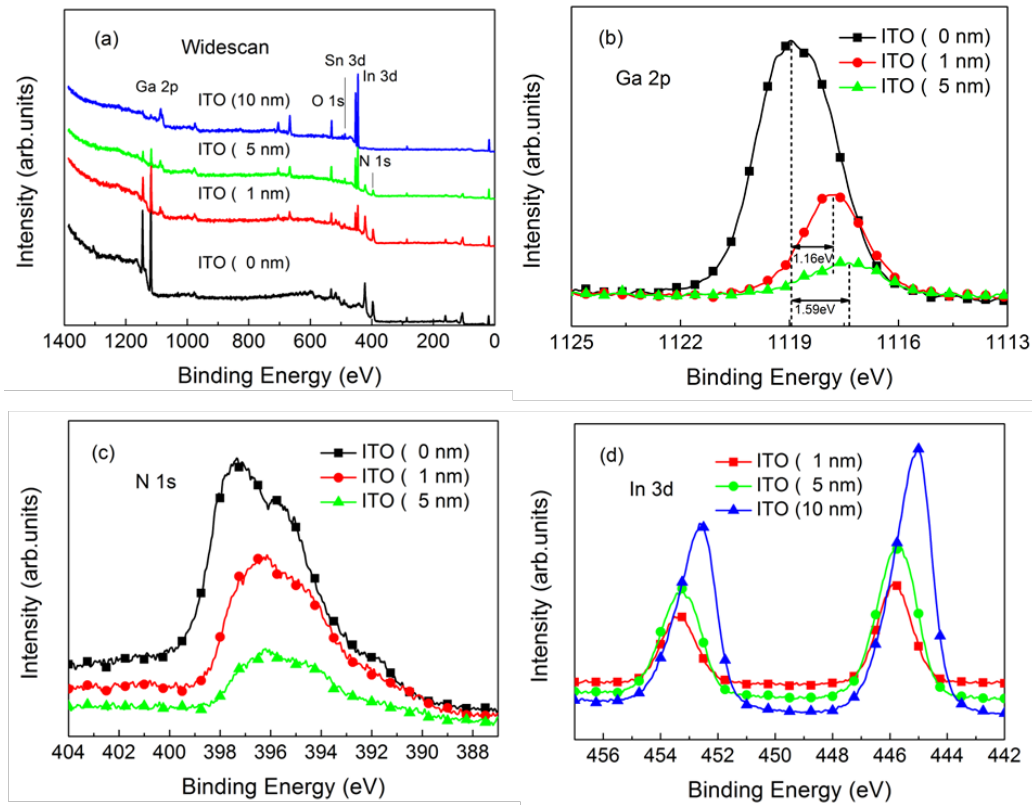 (a)
Widescan
Sn 3d
In 3d
Ga 2p
O 1s
ITO (10 nm)
ITO ( 5 nm)
N 1s
ITO ( 1 nm)
ITO ( 0 nm)
Intensity (arb.units)
1400 1200 1000 800 600 400 200 0
Binding Energy (eV)
(b)
ITO ( 0 nm)
ITO ( 1 nm)
ITO ( 5 nm)
Ga 2p
1.16eV
1.59eV
Intensity (arb.units)
1125 1122 1119 1116 1113
Binding Energy (eV)
(c)
N 1s
ITO ( 0 nm)
ITO ( 1 nm)
ITO ( 5 nm)
Intensity (arb.units)
404 402 400 398 396 394 392 390 388
Binding Energy (eV)
(d)
In 3d
ITO ( 1 nm)
ITO ( 5 nm)
ITO (10 nm)
Intensity (arb.units)
456 454 452 450 448 446 444 442
Binding Energy (eV)